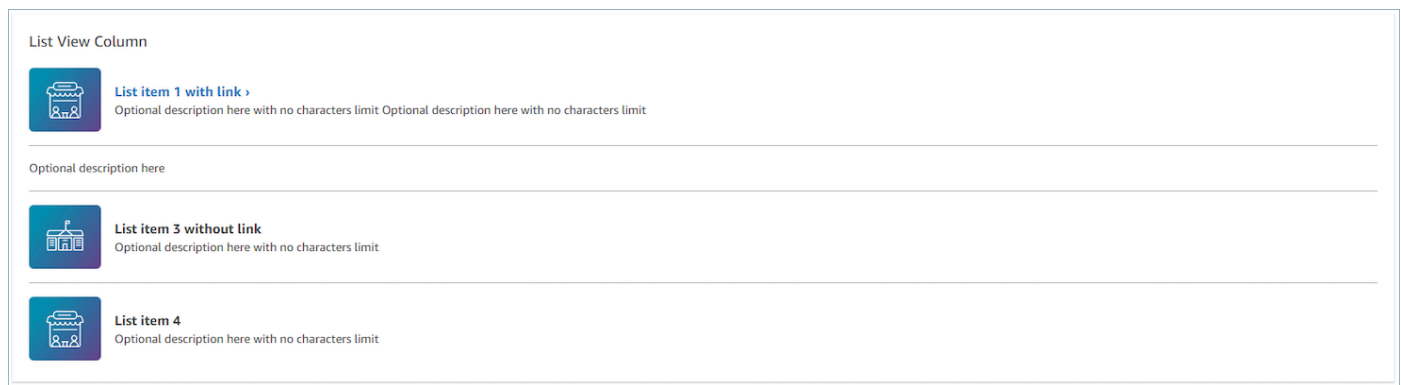 List View Column
List item 1 with link ›
Optional description here with no characters limit Optional description here with no characters limit
Optional description here
List item 3 without link
Optional description here with no characters limit
List item 4
Optional description here with no characters limit